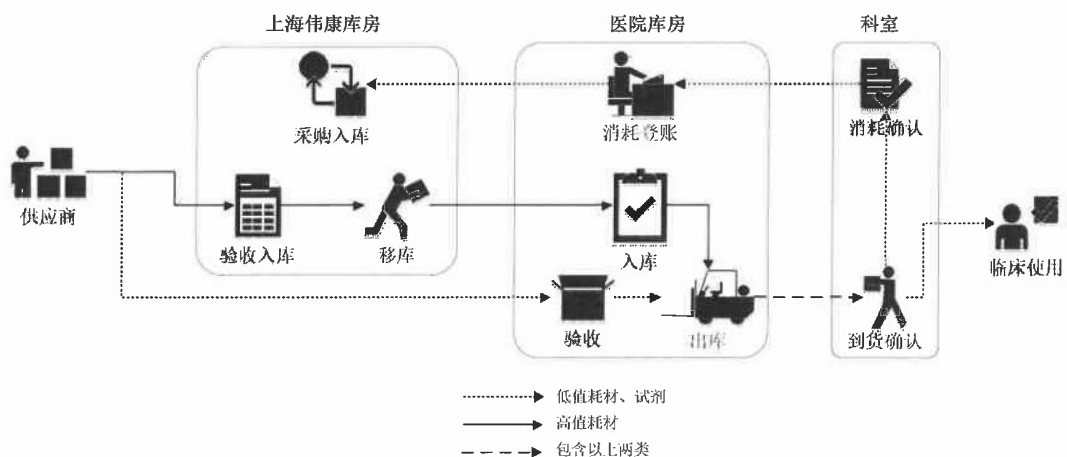 上海伟康库房
医院库房
科室
采购入库
消耗登账
消耗确认
供应商
验收入库
移库
入库
临床使用
验收
出库
到货确认
低值耗材、试剂
高值耗材
包含以上两类